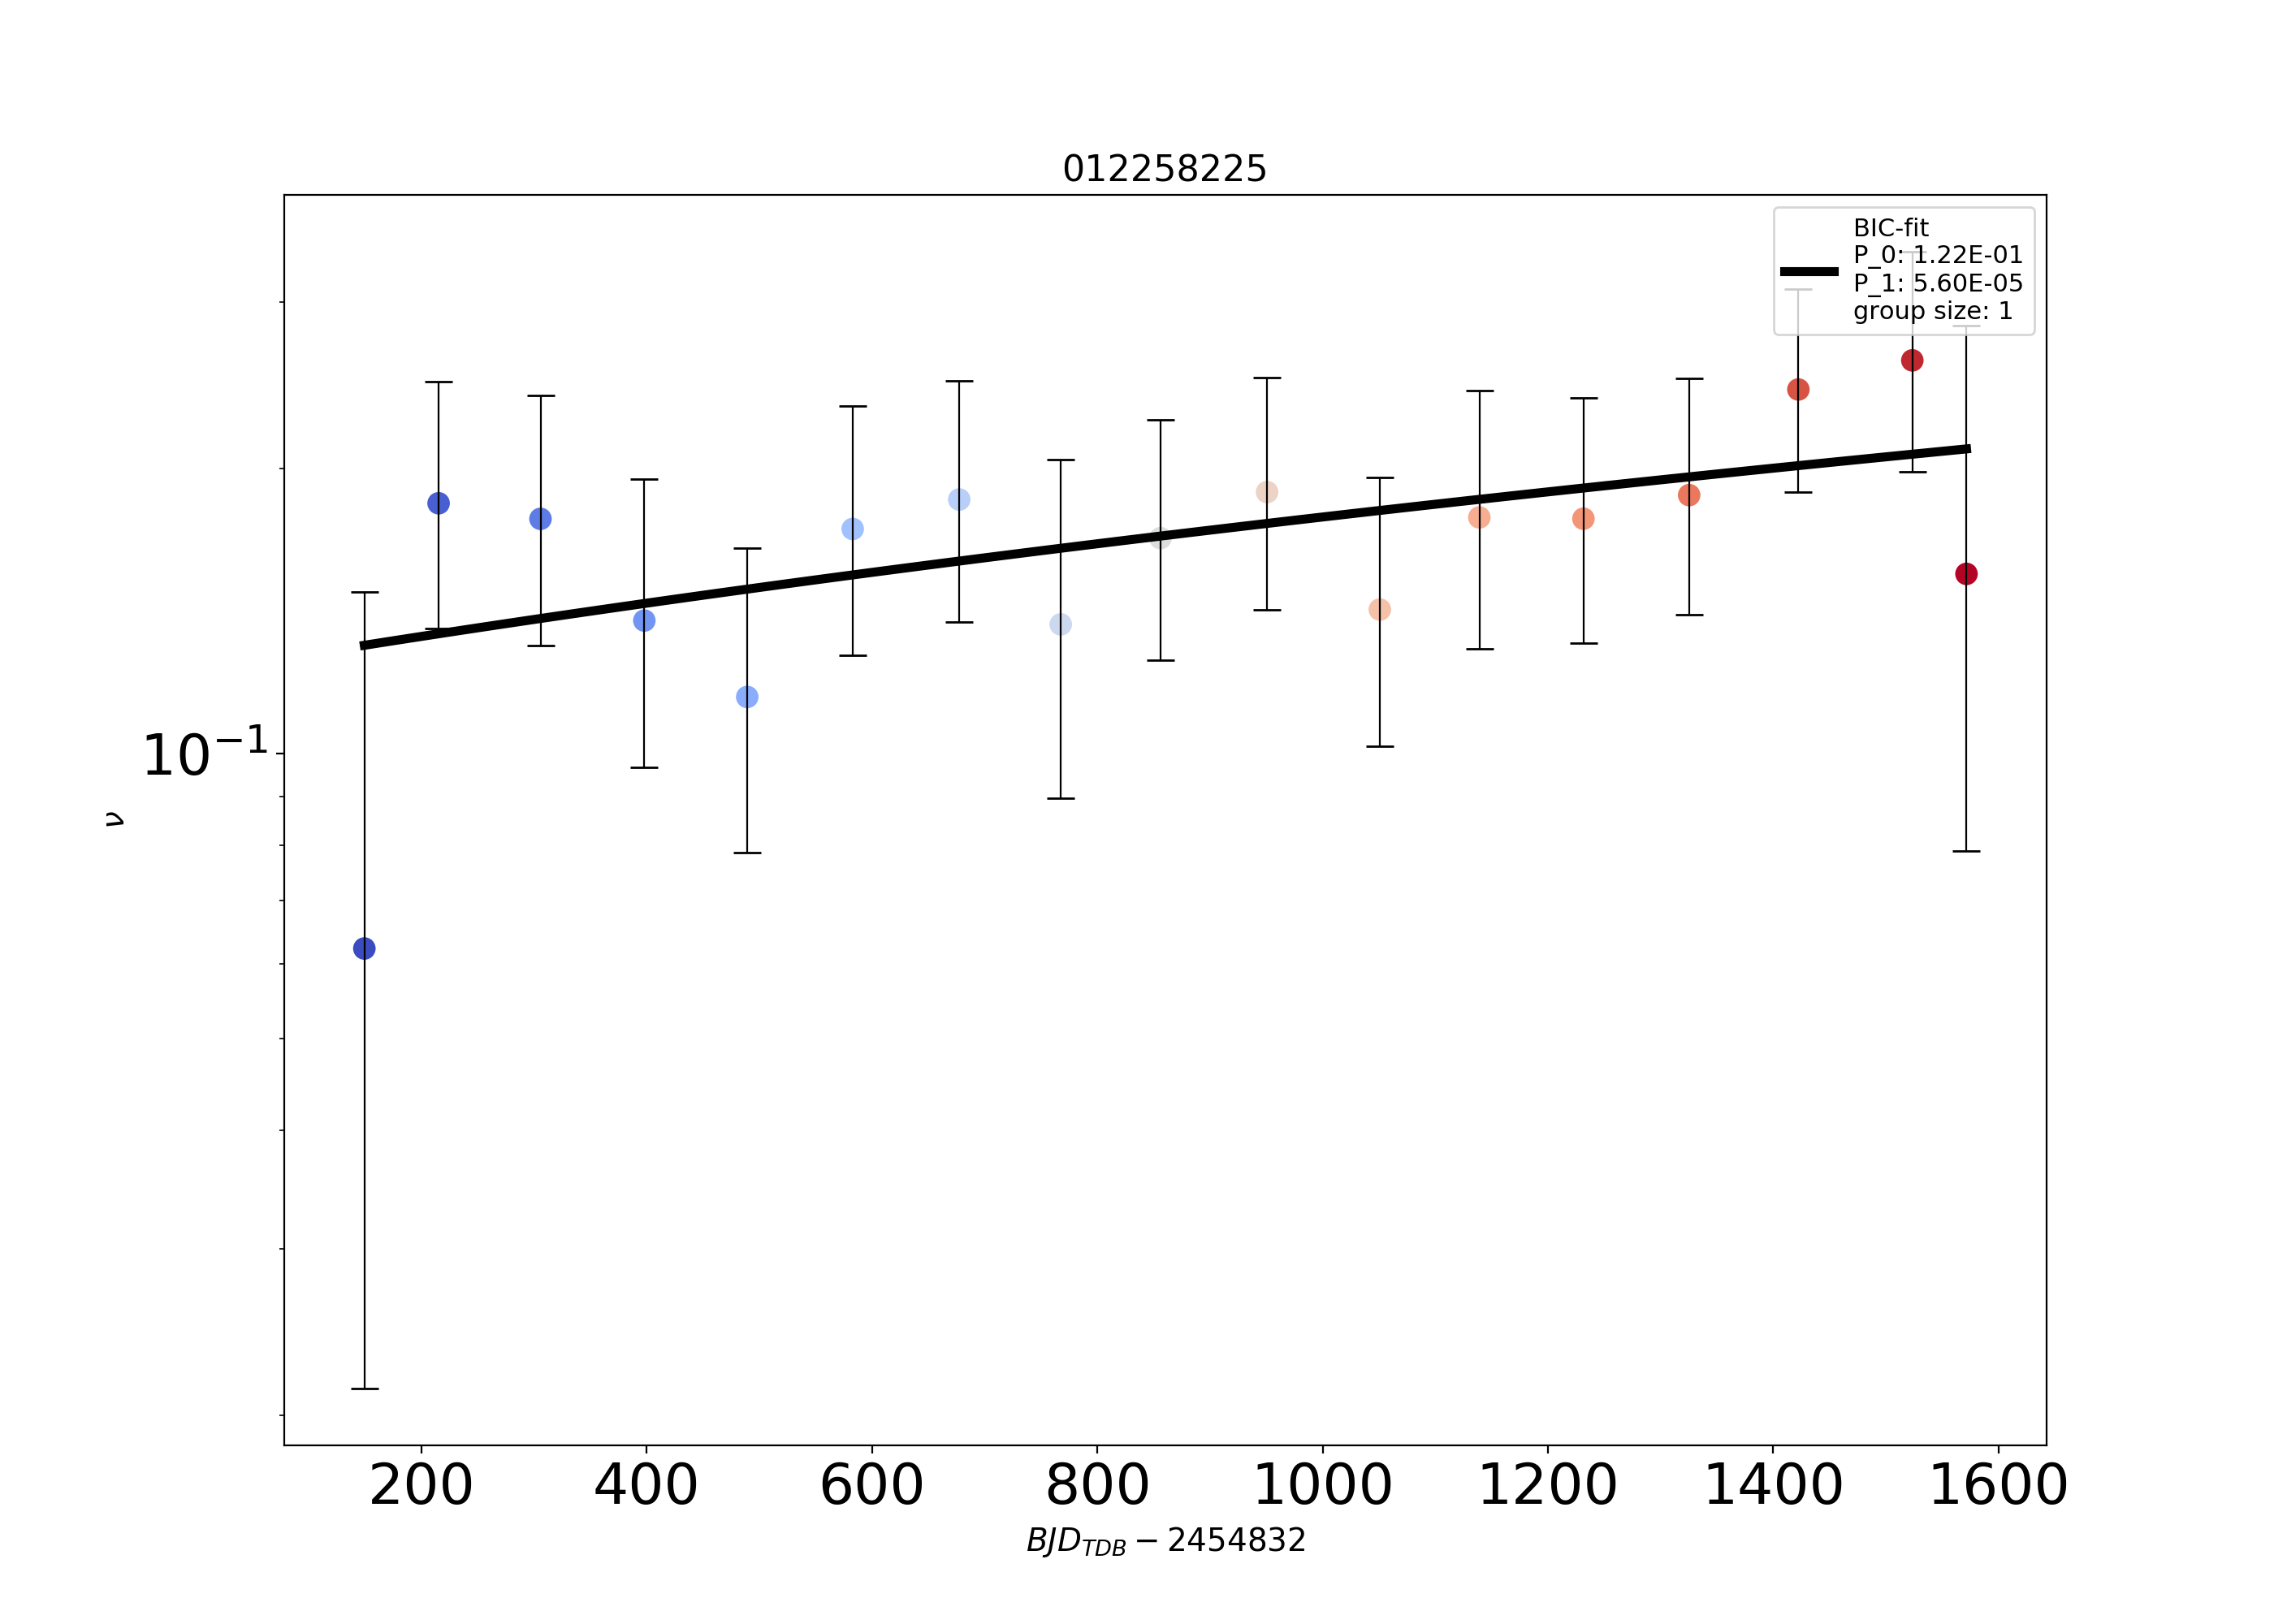 012258225
BIC-fit
P_0: 1.22E-01
P_1: 5.60E-05
group size: 1
10⁻¹
ν
200 400 600 800 1000 1200 1400 1600
BJD_TDB − 2454832